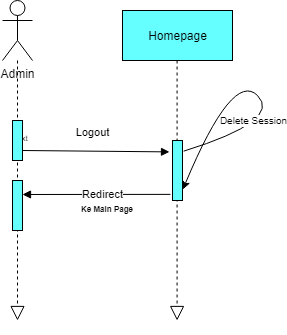 Homepage
Admin
Logout
Delete Session
Redirect
Ke Main Page